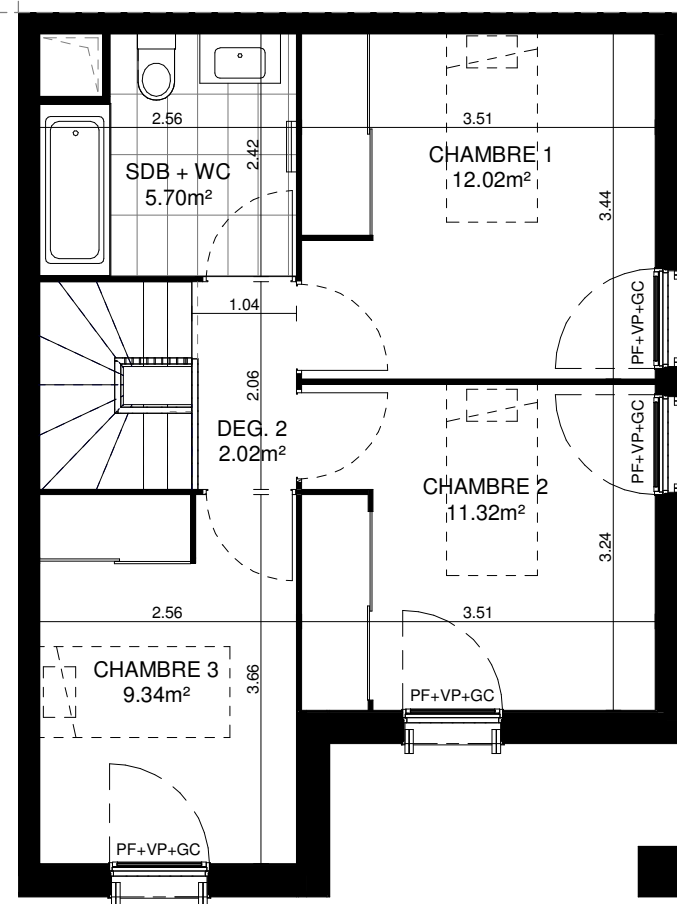 2.56
3.51
2.42
SDB + WC
5.70m²
CHAMBRE 1
12.02m²
3.44
PF+VP+GC
1.04
2.06
DEG. 2
2.02m²
PF+VP+GC
CHAMBRE 2
11.32m²
3.24
2.56
3.51
CHAMBRE 3
9.34m²
3.66
PF+VP+GC
PF+VP+GC